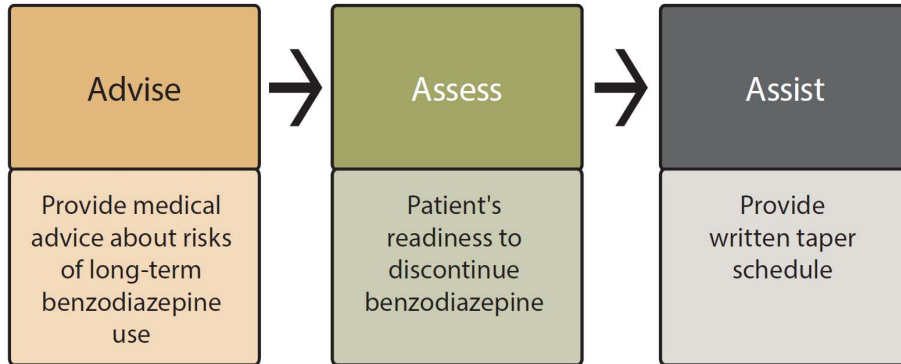 Advise
Provide medical
advice about risks
of long-term
benzodiazepine
use
Assess
Patient's
readiness to
discontinue
benzodiazepine
Assist
Provide
written taper
schedule